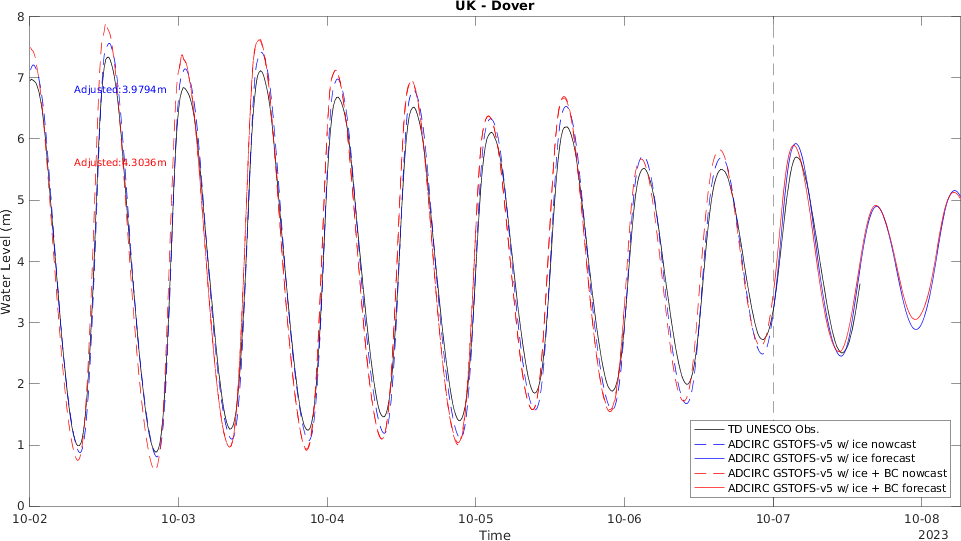 UK - Dover
8
7
6
5
4
3
2
1
0
Water Level (m)
Adjusted:3.9794m
Adjusted:4.3036m
TD UNESCO Obs.
ADCIRC GSTOFS-v5 w/ ice nowcast
ADCIRC GSTOFS-v5 w/ ice forecast
ADCIRC GSTOFS-v5 w/ ice + BC nowcast
ADCIRC GSTOFS-v5 w/ ice + BC forecast
10-02 10-03 10-04 10-05 10-06 10-07 10-08
Time
2023